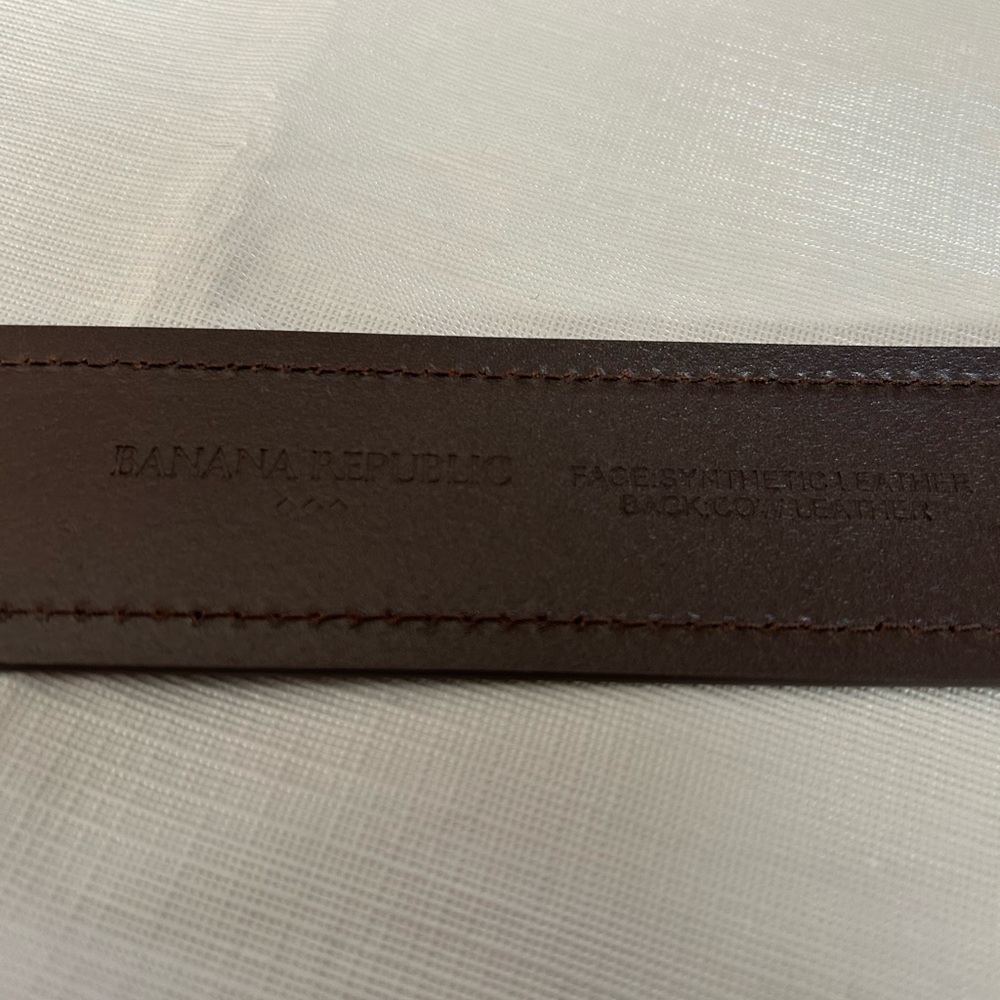 BANANA REPUBLIC
FACE:SYNTHETIC LEATHER
BACK:COW LEATHER